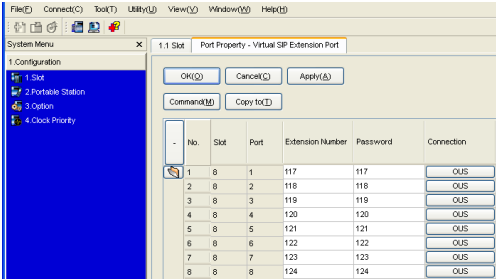 File(F) Connect(C) Tool(T) Utility(U) View(V) Window(W) Help(H)
System Menu x
1.Configuration
1.Slot
2.Portable Station
3.Option
4.Clock Priority
1.1 Slot Port Property - Virtual SIP Extension Port
OK(O) Cancel(C) Apply(A)
Command(M) Copy to(T)
- No. Slot Port Extension Number Password Connection
1 8 1 117 117 OUS
2 8 2 118 118 OUS
3 8 3 119 119 OUS
4 8 4 120 120 OUS
5 8 5 121 121 OUS
6 8 6 122 122 OUS
7 8 7 123 123 OUS
8 8 8 124 124 OUS